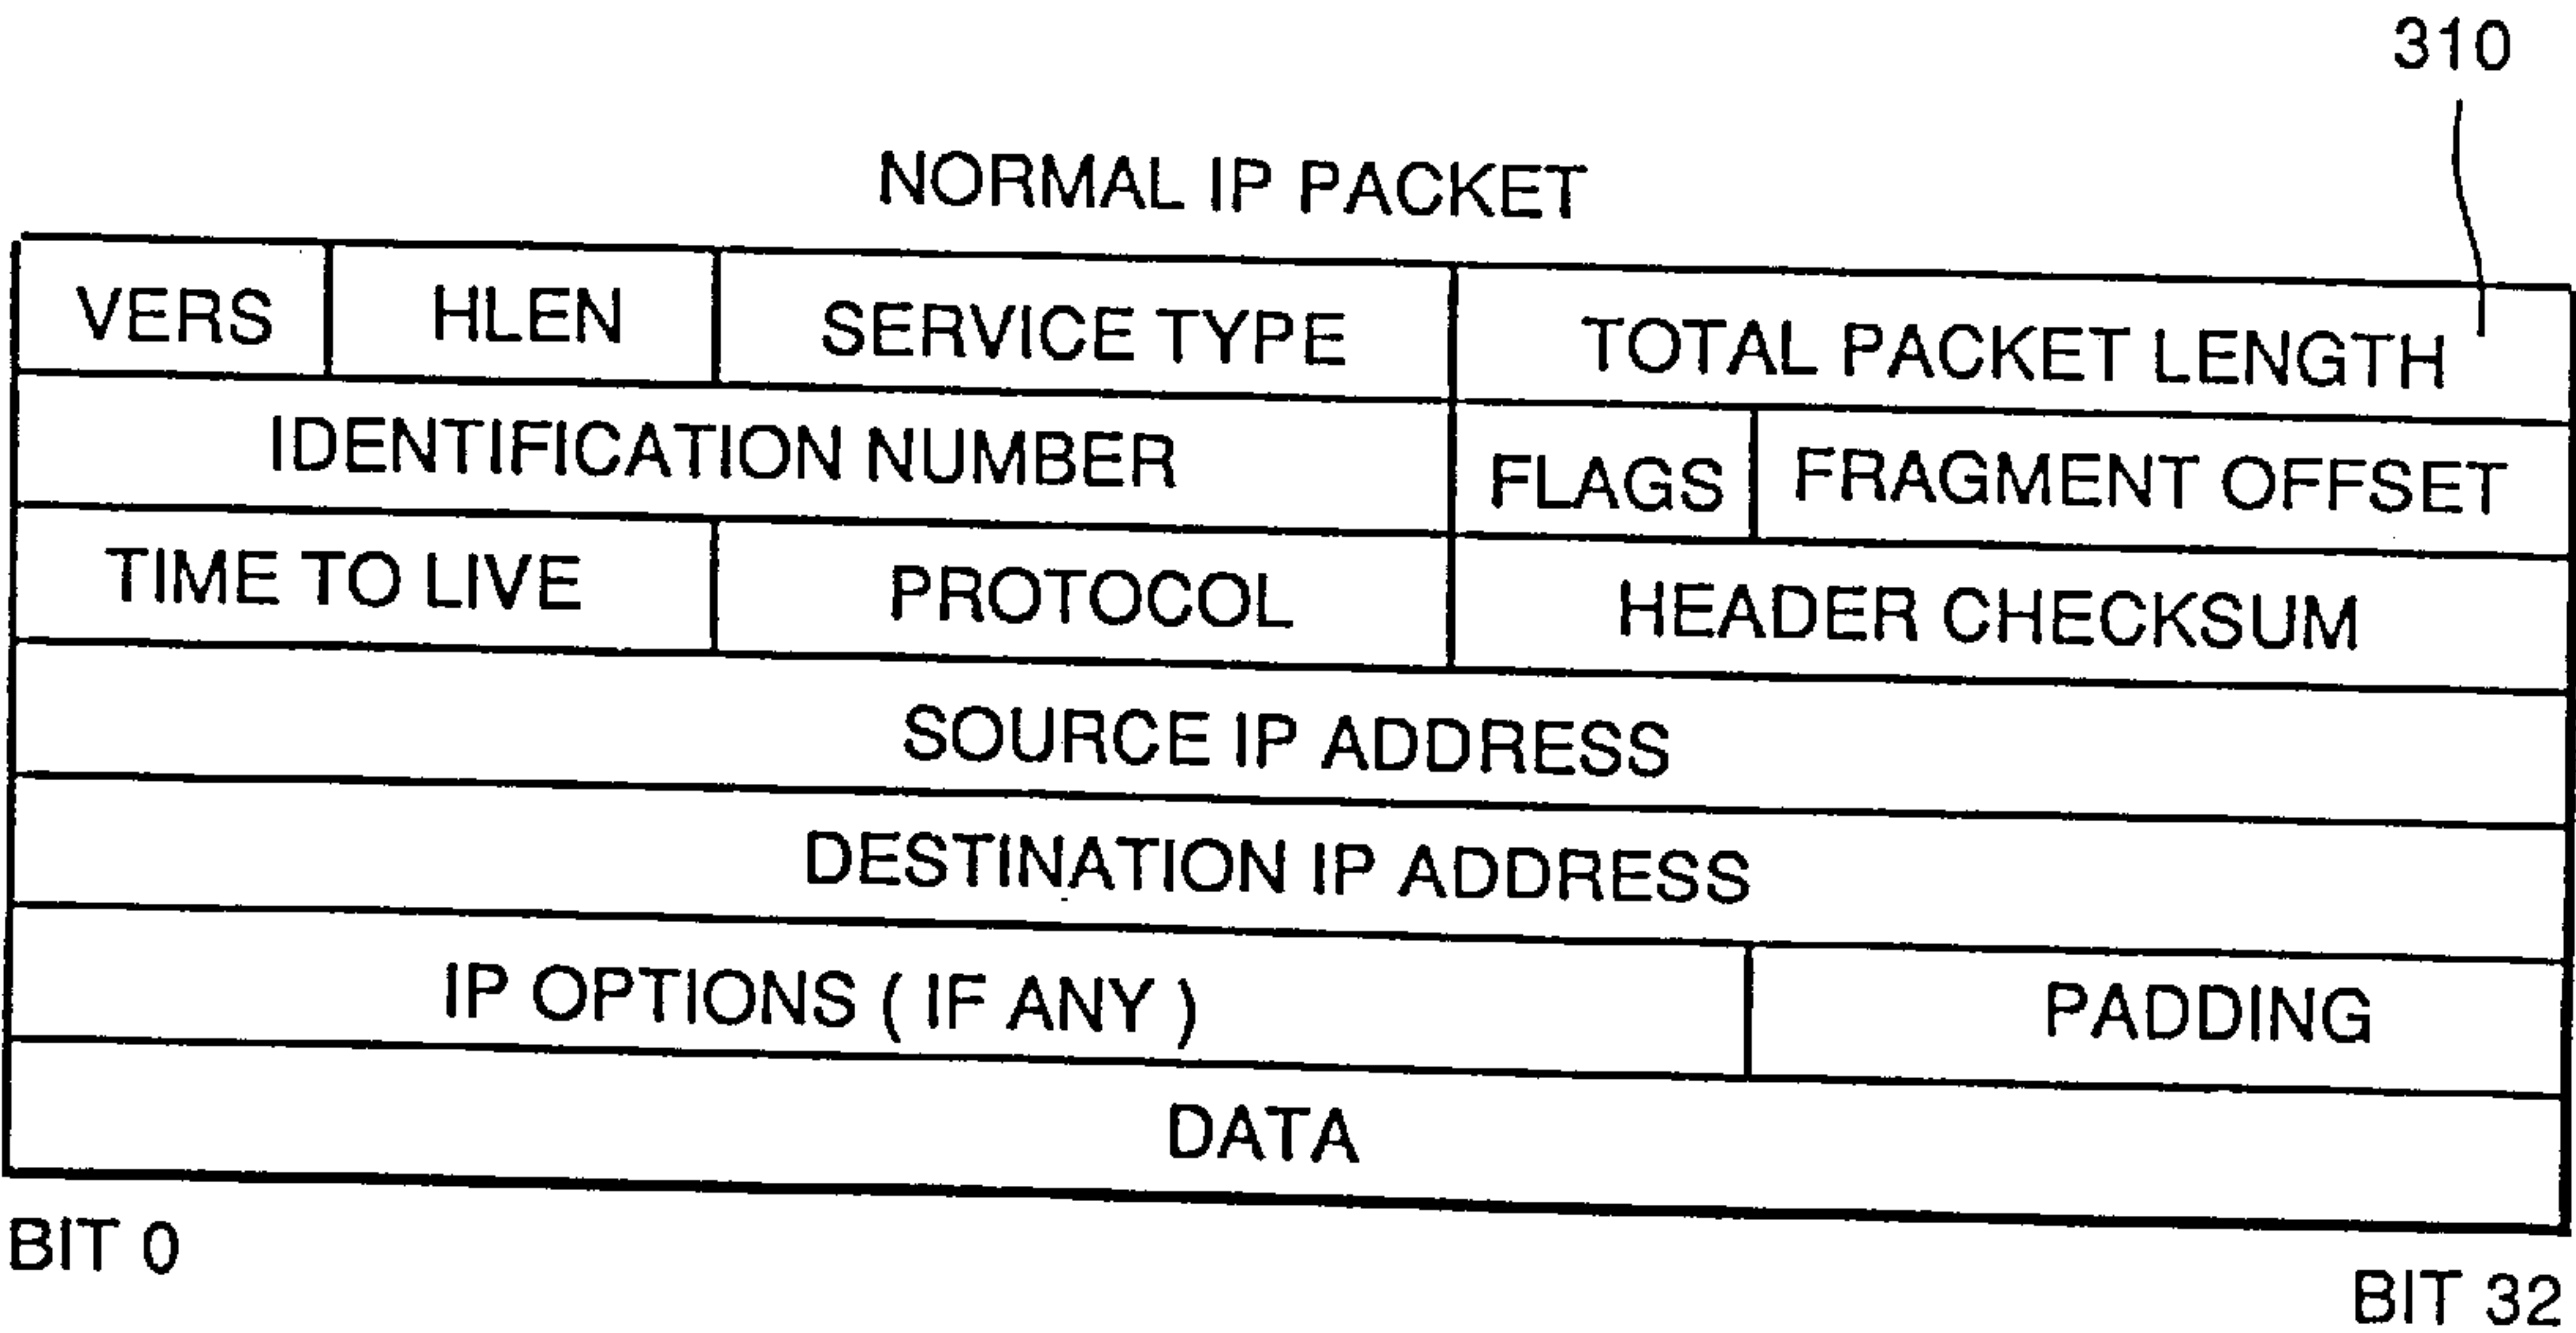 310
NORMAL IP PACKET
VERS HLEN SERVICE TYPE TOTAL PACKET LENGTH
IDENTIFICATION NUMBER FLAGS FRAGMENT OFFSET
TIME TO LIVE PROTOCOL HEADER CHECKSUM
SOURCE IP ADDRESS
DESTINATION IP ADDRESS
IP OPTIONS ( IF ANY ) PADDING
DATA
BIT 0 BIT 32